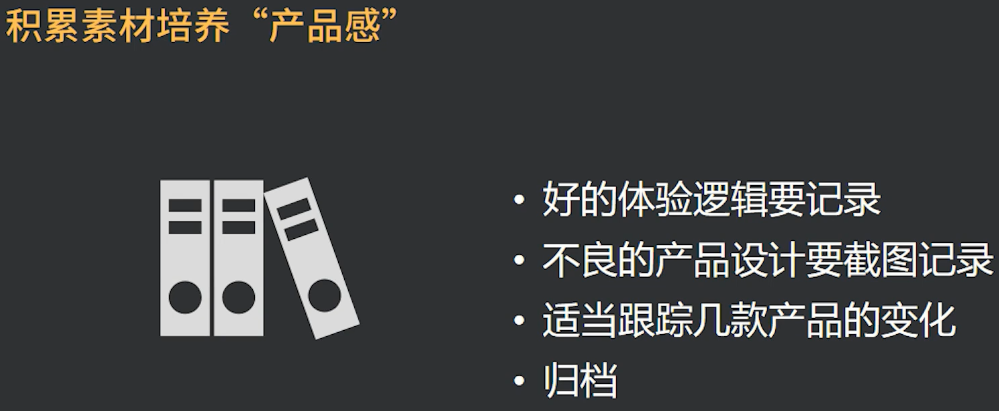 积累素材培养“产品感”
• 好的体验逻辑要记录
• 不良的产品设计要截图记录
• 适当跟踪几款产品的变化
• 归档